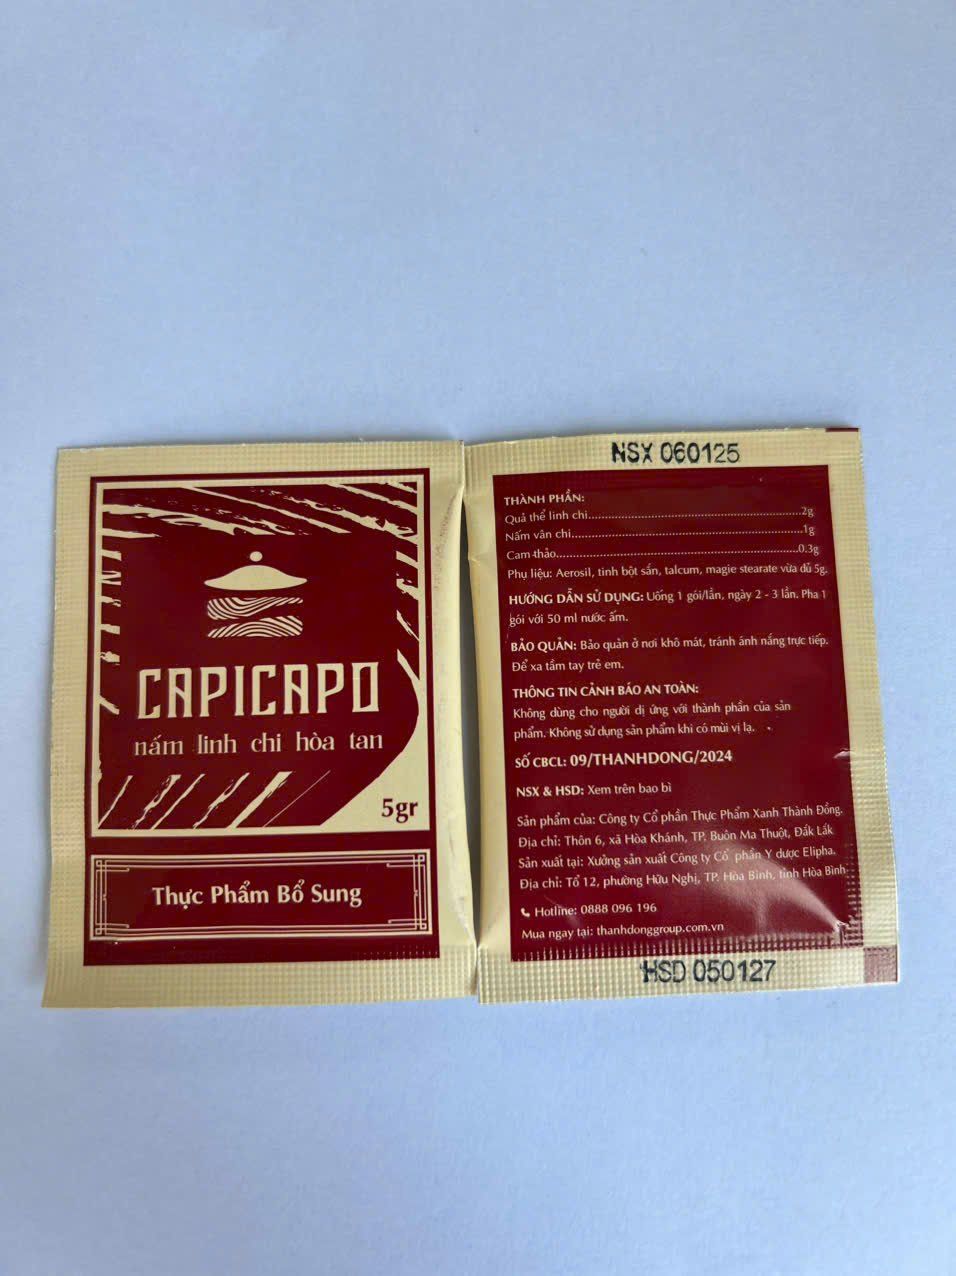 CAPICAPO
nấm linh chi hòa tan
5gr
Thực Phẩm Bổ Sung
NSX 060125
THÀNH PHẦN:
Quả thể linh chi....................................................................2g
Nấm vân chi..........................................................................1g
Cam thảo.............................................................................0.3g
Phụ liệu: Aerosil, tinh bột sắn, talcum, magie stearate vừa đủ 5g.
HƯỚNG DẪN SỬ DỤNG: Uống 1 gói/lần, ngày 2 - 3 lần. Pha 1
gói với 50 ml nước ấm.
BẢO QUẢN: Bảo quản ở nơi khô mát, tránh ánh nắng trực tiếp.
Để xa tầm tay trẻ em.
THÔNG TIN CẢNH BÁO AN TOÀN:
Không dùng cho người dị ứng với thành phần của sản
phẩm. Không sử dụng sản phẩm khi có mùi vị lạ.
SỐ CBCL: 09/THANHDONG/2024
NSX & HSD: Xem trên bao bì
Sản phẩm của: Công ty Cổ phần Thực Phẩm Xanh Thành Đồng.
Địa chỉ: Thôn 6, xã Hòa Khánh, TP. Buôn Ma Thuột, Đắk Lắk
Sản xuất tại: Xưởng sản xuất Công ty Cổ phần Y dược Elipha.
Địa chỉ: Tổ 12, phường Hữu Nghị, TP. Hòa Bình, tỉnh Hòa Bình
Hotline: 0888 096 196
Mua ngay tại: thanhdonggroup.com.vn
HSD 050127